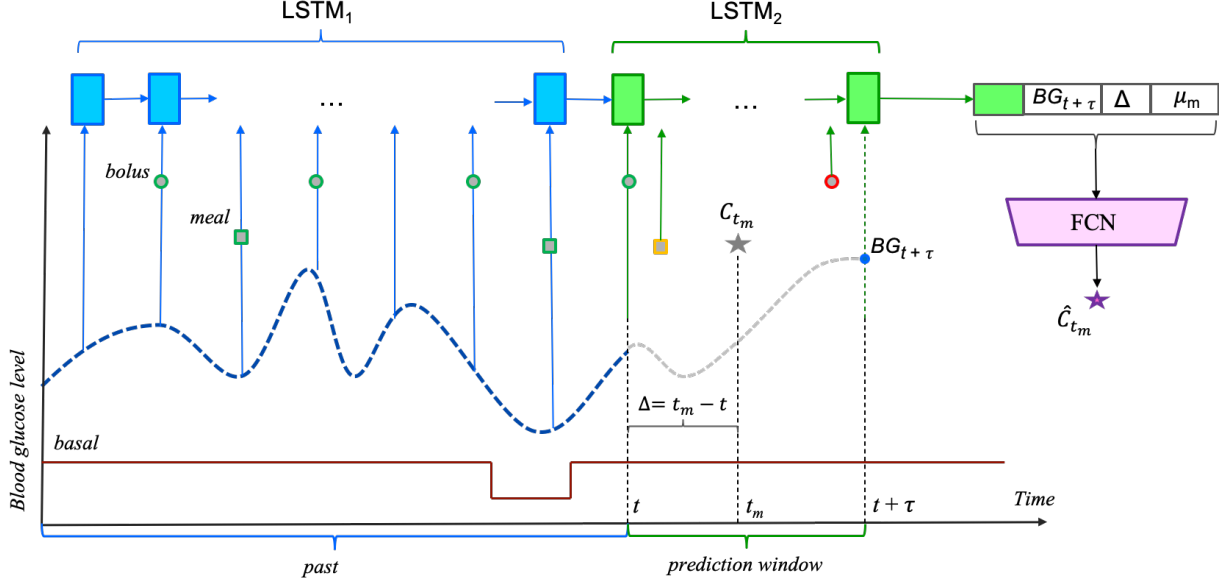 LSTM₁
LSTM₂
...
...
BGₜ₊τ
Δ
μₘ
bolus
meal
Cₜₘ
BGₜ₊τ
FCN
Ĉₜₘ
Blood glucose level
Δ= tₘ − t
basal
t
tₘ
t + τ
Time
past
prediction window